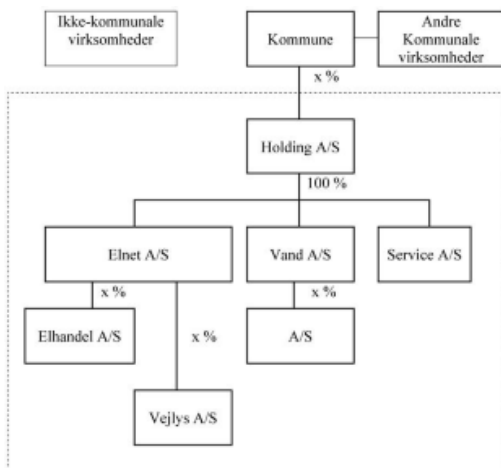 Ikke-kommunale
virksomheder
Kommune
Andre
Kommunale
virksomheder
x %
Holding A/S
100 %
Elnet A/S
Vand A/S
Service A/S
x %
x %
x %
Elhandel A/S
A/S
Vejlys A/S